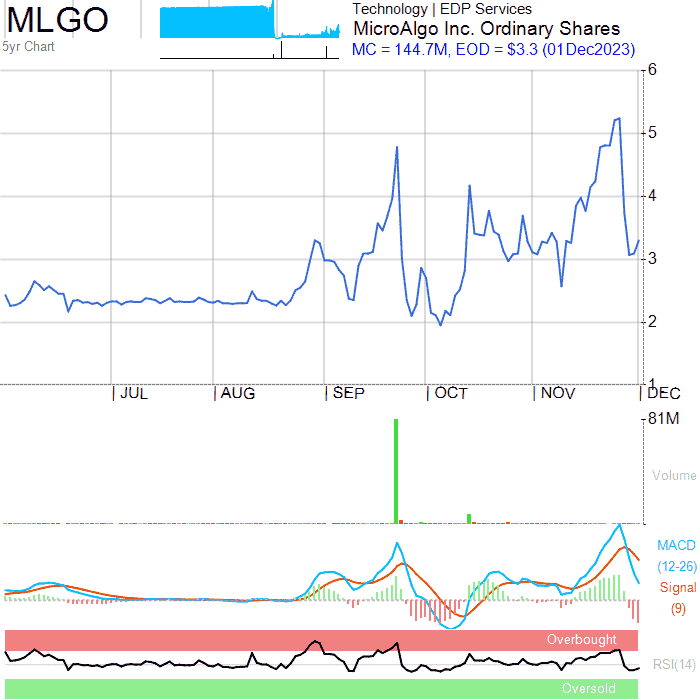 MLGO
5yr Chart
Technology | EDP Services
MicroAlgo Inc. Ordinary Shares
MC = 144.7M, EOD = $3.3 (01Dec2023)
6
5
4
3
2
1
| JUL | AUG | SEP | OCT | NOV | DEC
81M
Volume
MACD
(12-26)
Signal
(9)
Overbought
RSI(14)
Oversold